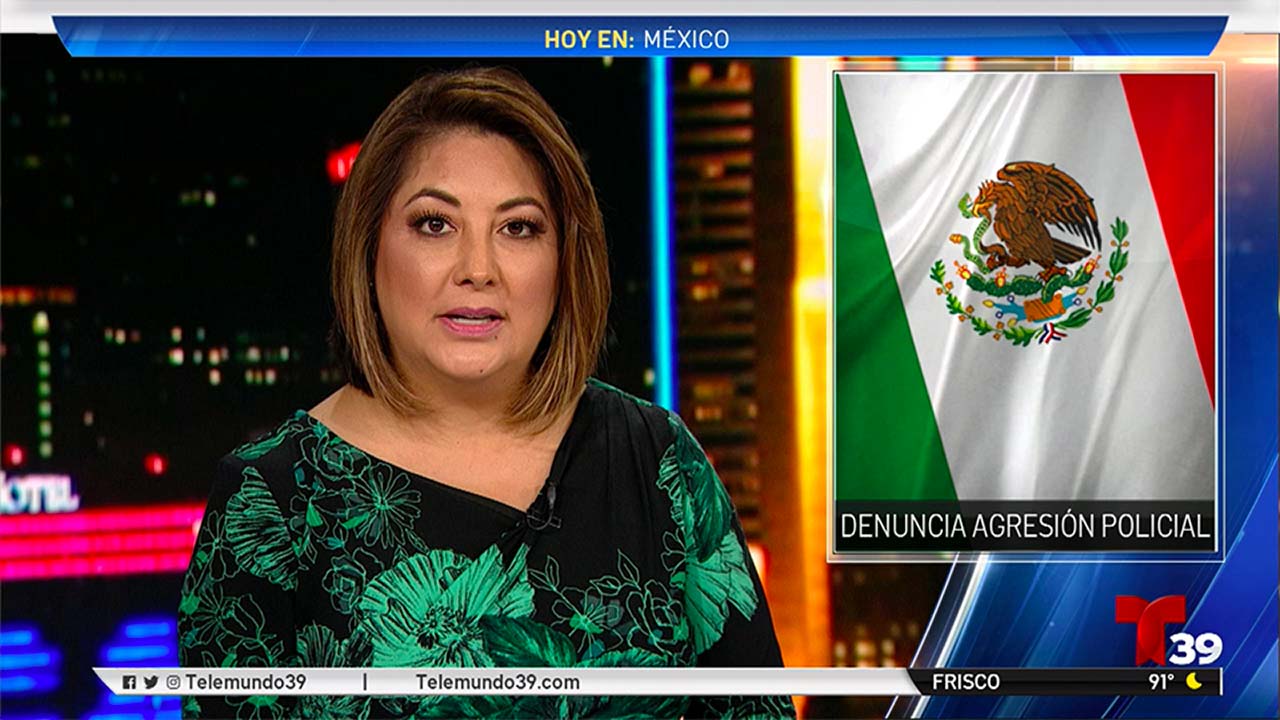 HOY EN: MÉXICO
DENUNCIA AGRESIÓN POLICIAL
T 39
Telemundo39 | Telemundo39.com
FRISCO 91°